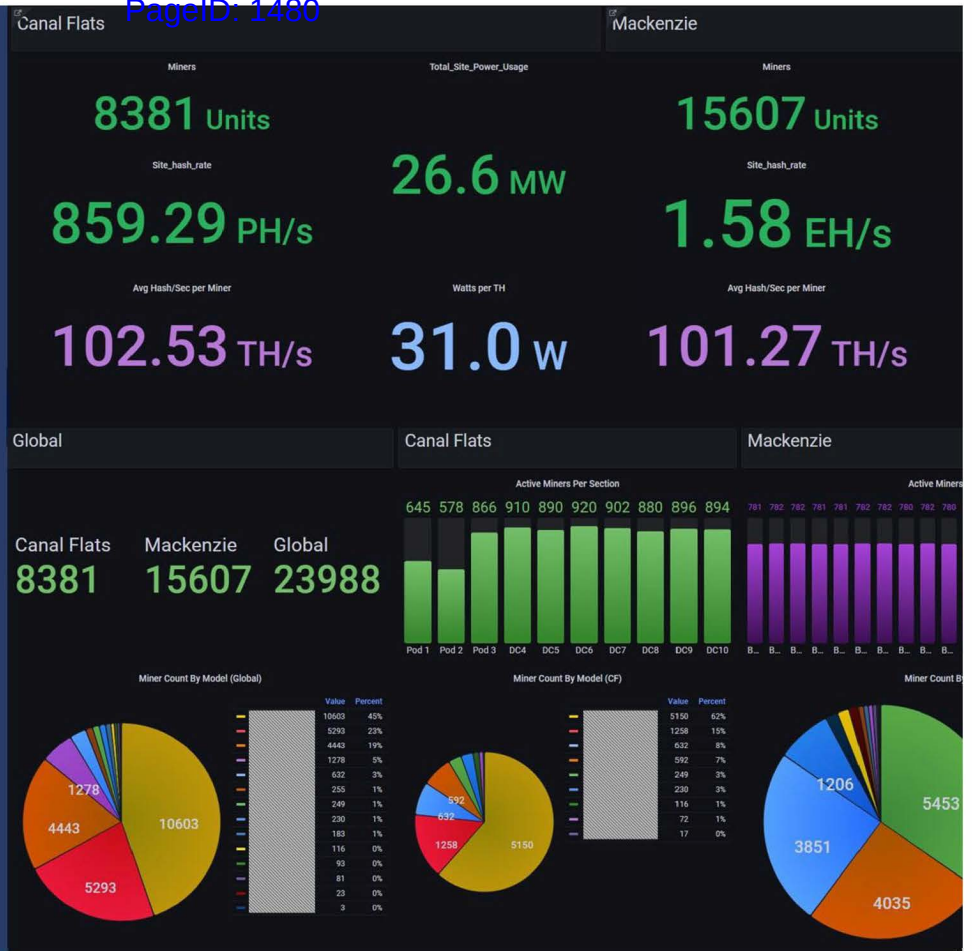 PageID: 1480
Canal Flats
Mackenzie
Miners
Total_Site_Power_Usage
Miners
8381 Units
15607 Units
26.6 MW
Site_hash_rate
Site_hash_rate
859.29 PH/s
1.58 EH/s
Avg Hash/Sec per Miner
Watts per TH
Avg Hash/Sec per Miner
102.53 TH/s
31.0 W
101.27 TH/s
Global
Canal Flats
Mackenzie
Active Miners Per Section
Active Miners
645 578 866 910 890 920 902 880 896 894
781 782 782 781 781 782 782 780 782 780
Canal Flats Mackenzie Global
8381 15607 23988
Pod 1 Pod 2 Pod 3 DC4 DC5 DC6 DC7 DC8 DC9 DC10
B... B... B... B... B... B... B... B... B... B...
Miner Count By Model (Global)
Miner Count By Model (CF)
Miner Count B
Value Percent
10603 45%
5293 23%
4443 19%
1278 5%
632 3%
255 1%
249 1%
230 1%
183 1%
116 0%
93 0%
81 0%
23 0%
3 0%
1278
4443
10603
5293
Value Percent
5150 62%
1258 15%
632 8%
592 7%
249 3%
230 3%
116 1%
72 1%
17 0%
592
632
1258
5150
1206
5453
3851
4035